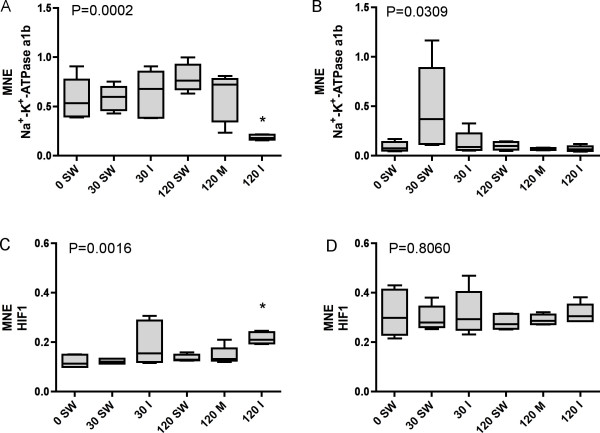 A
P=0.0002
MNE
Na⁺-K⁺-ATPase a1b
1.5
1.0
0.5
0.0
*
0 SW
30 SW
30 I
120 SW
120 M
120 I
B
P=0.0309
MNE
Na⁺-K⁺-ATPase a1b
1.5
1.0
0.5
0.0
0 SW
30 SW
30 I
120 SW
120 M
120 I
C
P=0.0016
MNE
HIF1
0.6
0.4
0.2
0.0
*
0 SW
30 SW
30 I
120 SW
120 M
120 I
D
P=0.8060
MNE
HIF1
0.6
0.4
0.2
0.0
0 SW
30 SW
30 I
120 SW
120 M
120 I